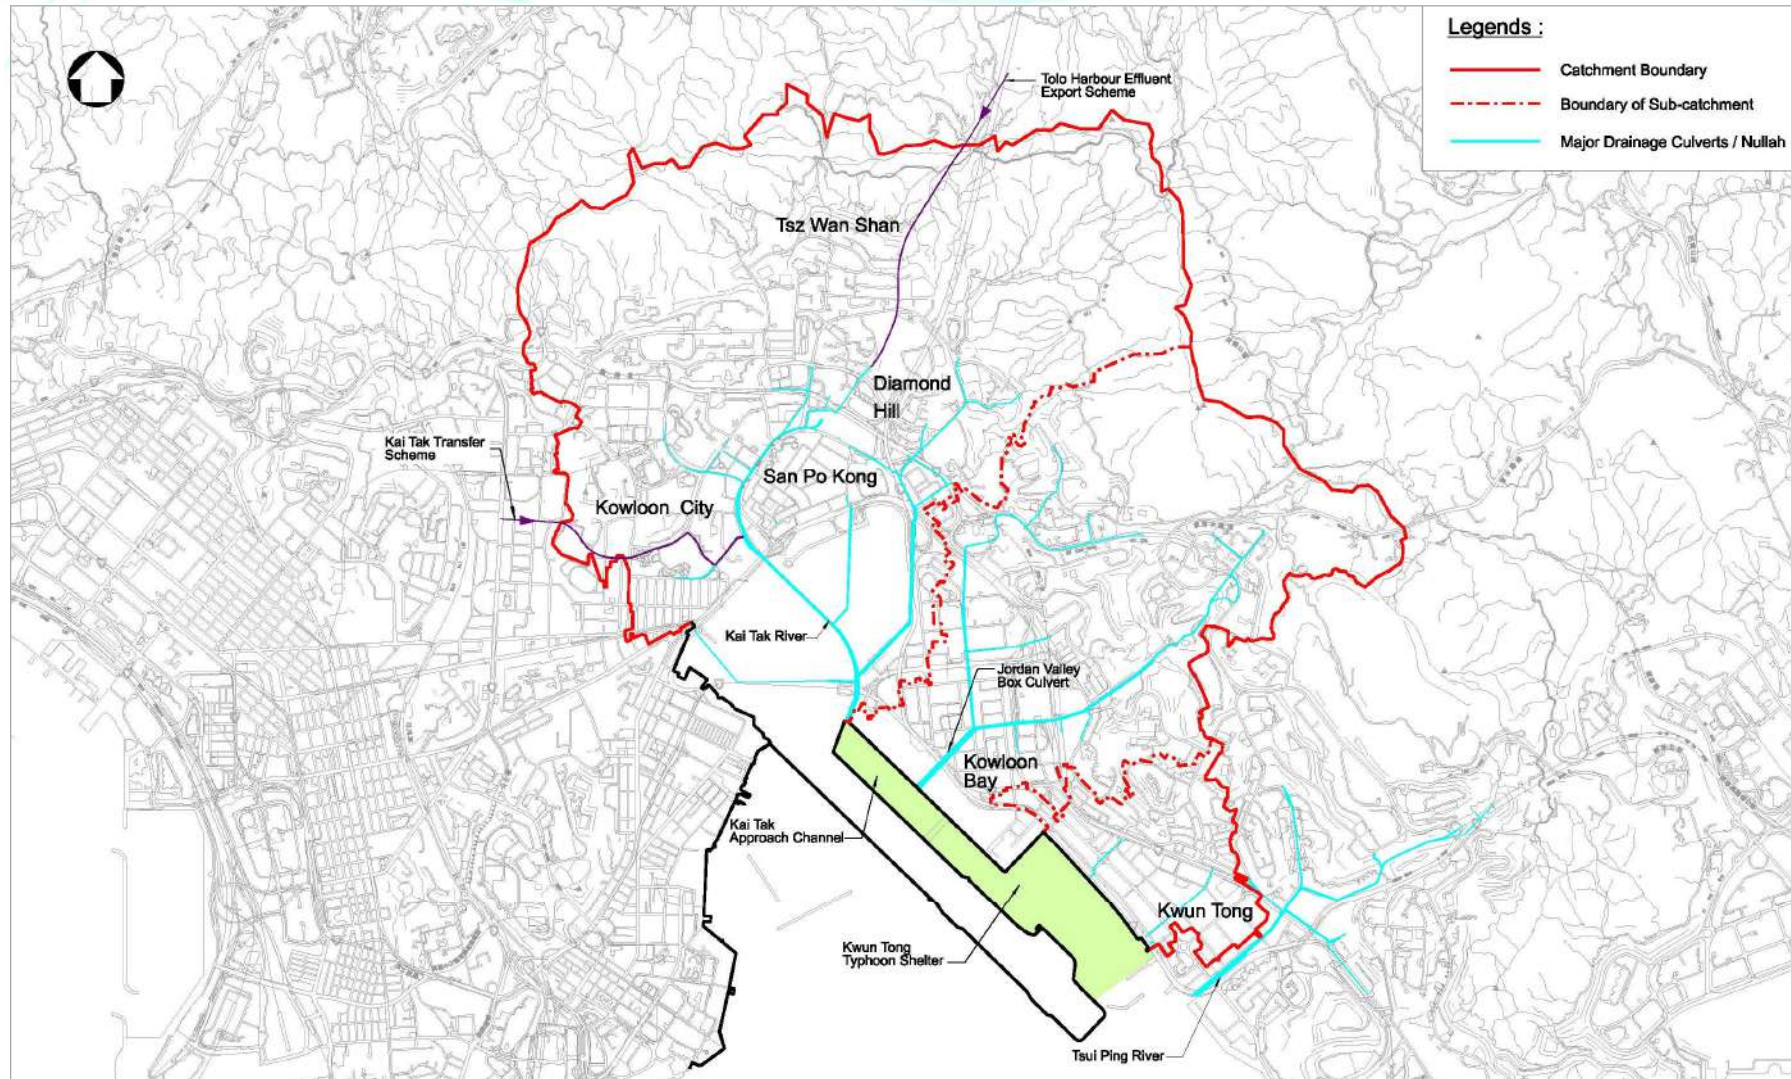 Legends :
Catchment Boundary
Boundary of Sub-catchment
Major Drainage Culverts / Nullah
Tolo Harbour Effluent
Export Scheme
Tsz Wan Shan
Diamond
Hill
Kai Tak Transfer
Scheme
San Po Kong
Kowloon City
Kai Tak River
Jordan Valley
Box Culvert
Kowloon
Bay
Kai Tak
Approach Channel
Kwun Tong
Kwun Tong
Typhoon Shelter
Tsui Ping River